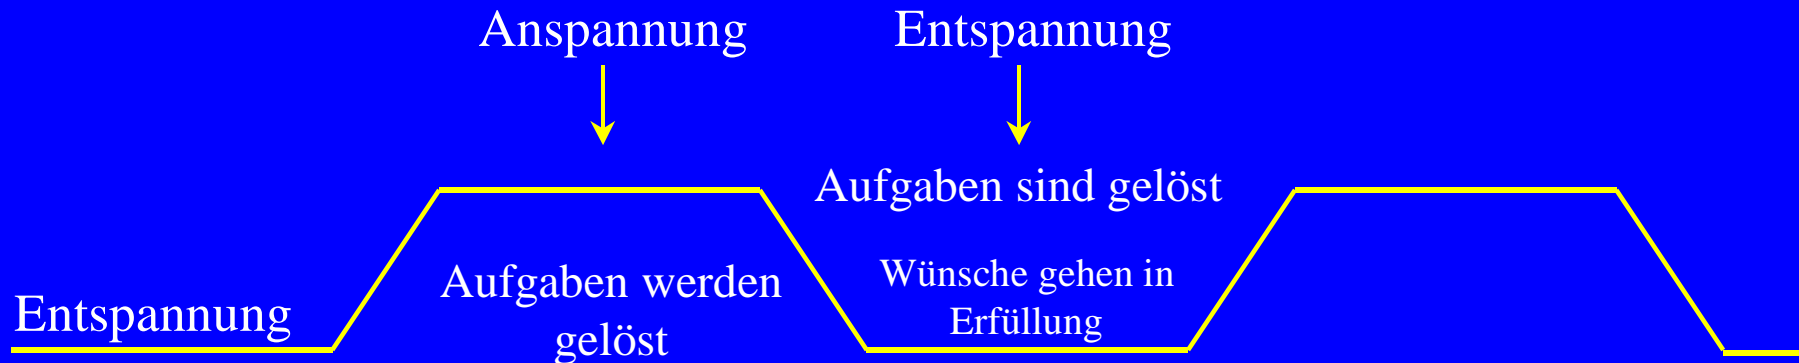 Anspannung
Entspannung
Aufgaben sind gelöst
Entspannung
Aufgaben werden
gelöst
Wünsche gehen in
Erfüllung